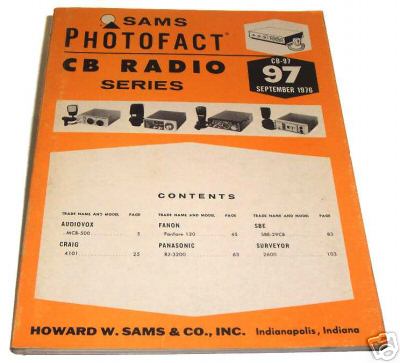 SAMS
PHOTOFACT®
CB RADIO
SERIES
CB-97
97
SEPTEMBER 1976
CONTENTS
TRADE NAME AND MODEL PAGE TRADE NAME AND MODEL PAGE TRADE NAME AND MODEL PAGE
AUDIOVOX FANON SBE
MCB-500 5 Fanfare 120 45 SBE-29CB 83
CRAIG PANASONIC SURVEYOR
4101 25 RJ-3200 63 2600 103
HOWARD W. SAMS & CO., INC. Indianapolis, Indiana
ebY